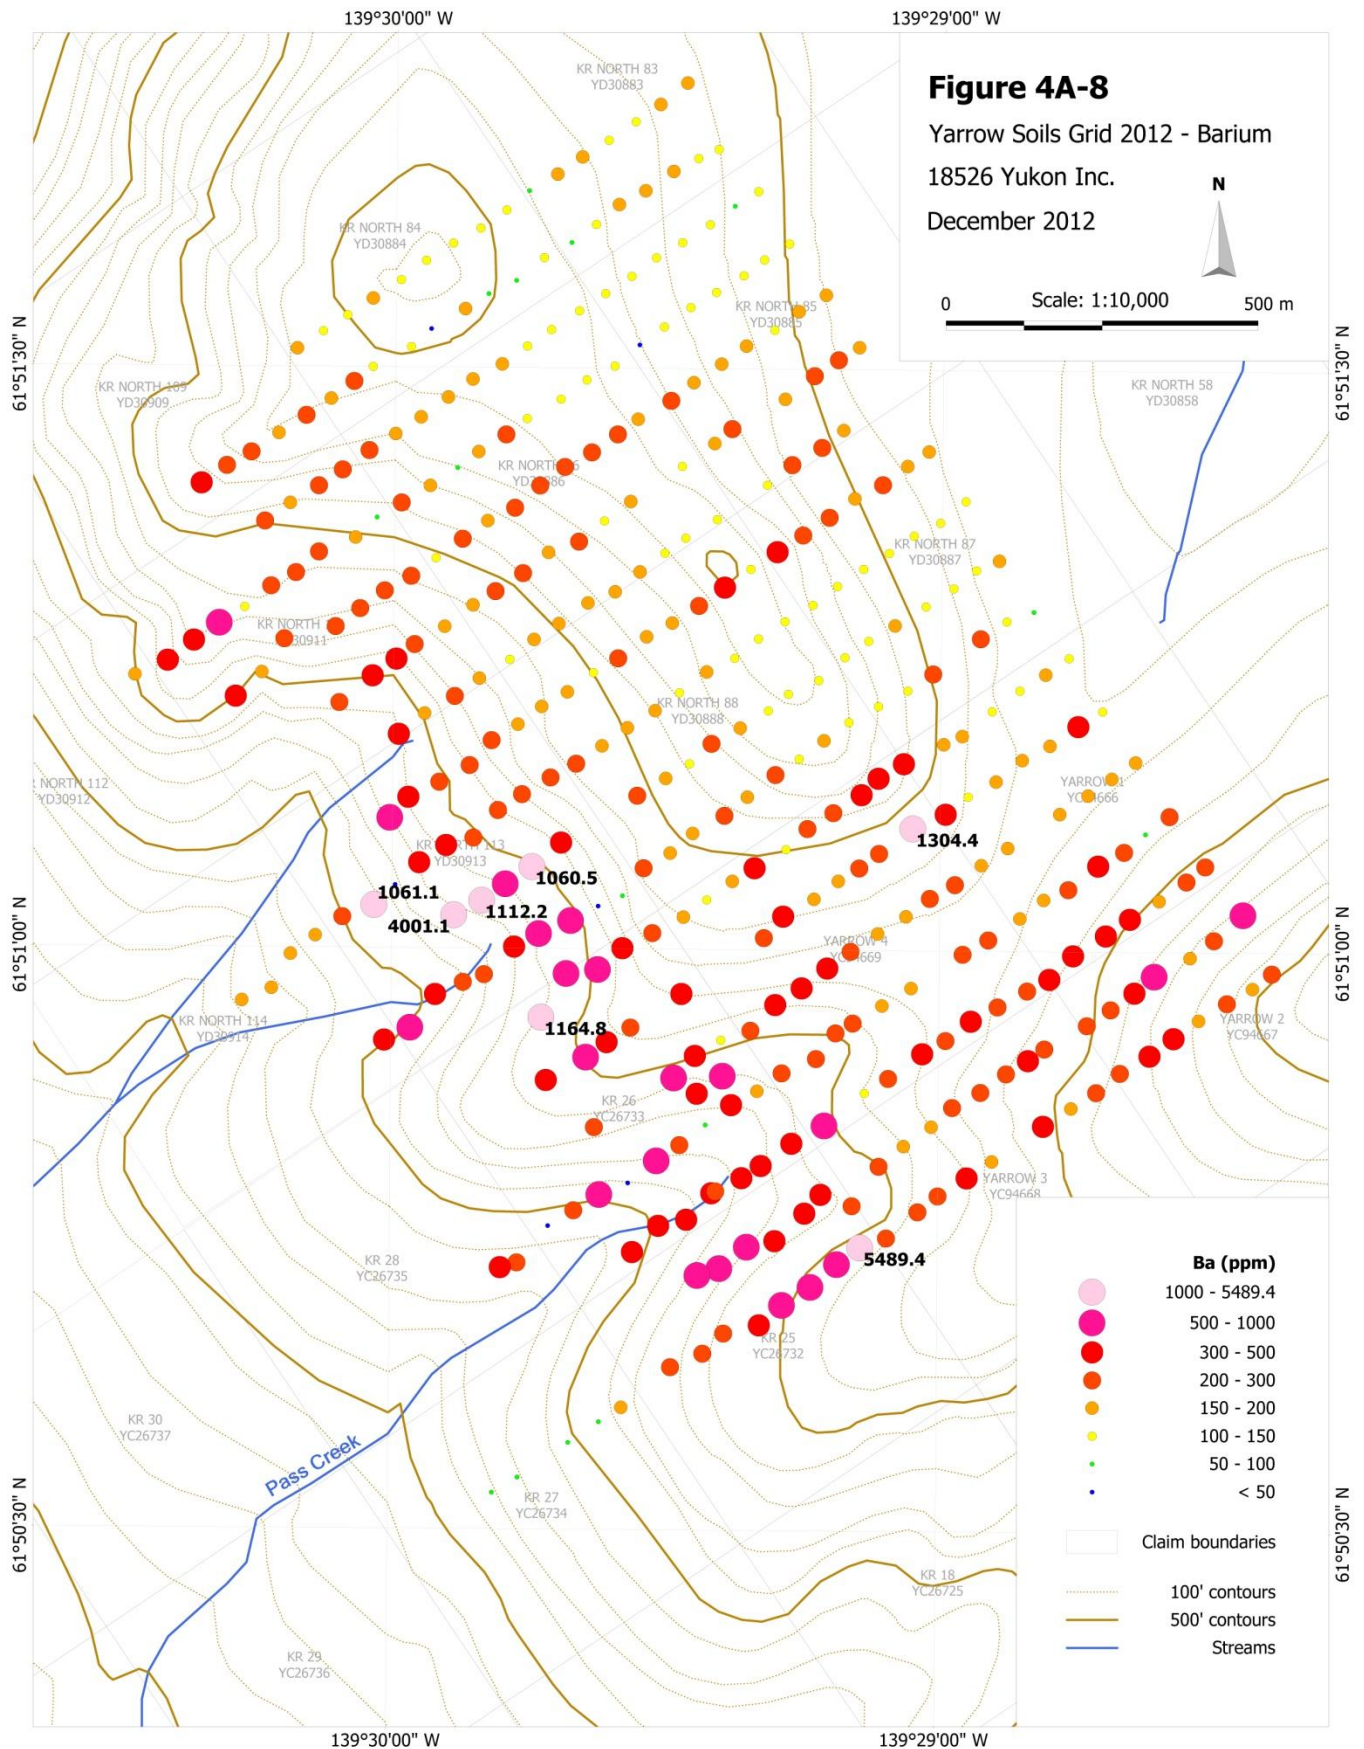 139°30'00" W
139°29'00" W
Figure 4A-8
Yarrow Soils Grid 2012 - Barium
18526 Yukon Inc.
December 2012
N
0
Scale: 1:10,000
500 m
KR NORTH 83
YD30883
KR NORTH 84
YD30884
KR NORTH 85
YD30885
61°51'30" N
61°51'30" N
KR NORTH 109
YD30909
KR NORTH 58
YD30858
KR NORTH
KR NORTH 87
YD30887
KR NORTH
KR NORTH 88
YD30888
NORTH 112
YD30912
YARROW 1
113
YD30913
1304.4
1060.5
1061.1
1112.2
4001.1
61°51'00" N
61°51'00" N
YARROW 4
KR NORTH 114
YD30914
1164.8
YARROW 2
YC94667
KR 26
YC26733
YARROW 3
YC94668
KR 28
YC26735
5489.4
KR 25
YC26732
Ba (ppm)
1000 - 5489.4
500 - 1000
300 - 500
200 - 300
150 - 200
100 - 150
50 - 100
< 50
KR 30
YC26737
Pass Creek
KR 27
YC26734
61°50'30" N
61°50'30" N
Claim boundaries
KR 18
YC26725
100' contours
500' contours
Streams
KR 29
YC26736
139°30'00" W
139°29'00" W